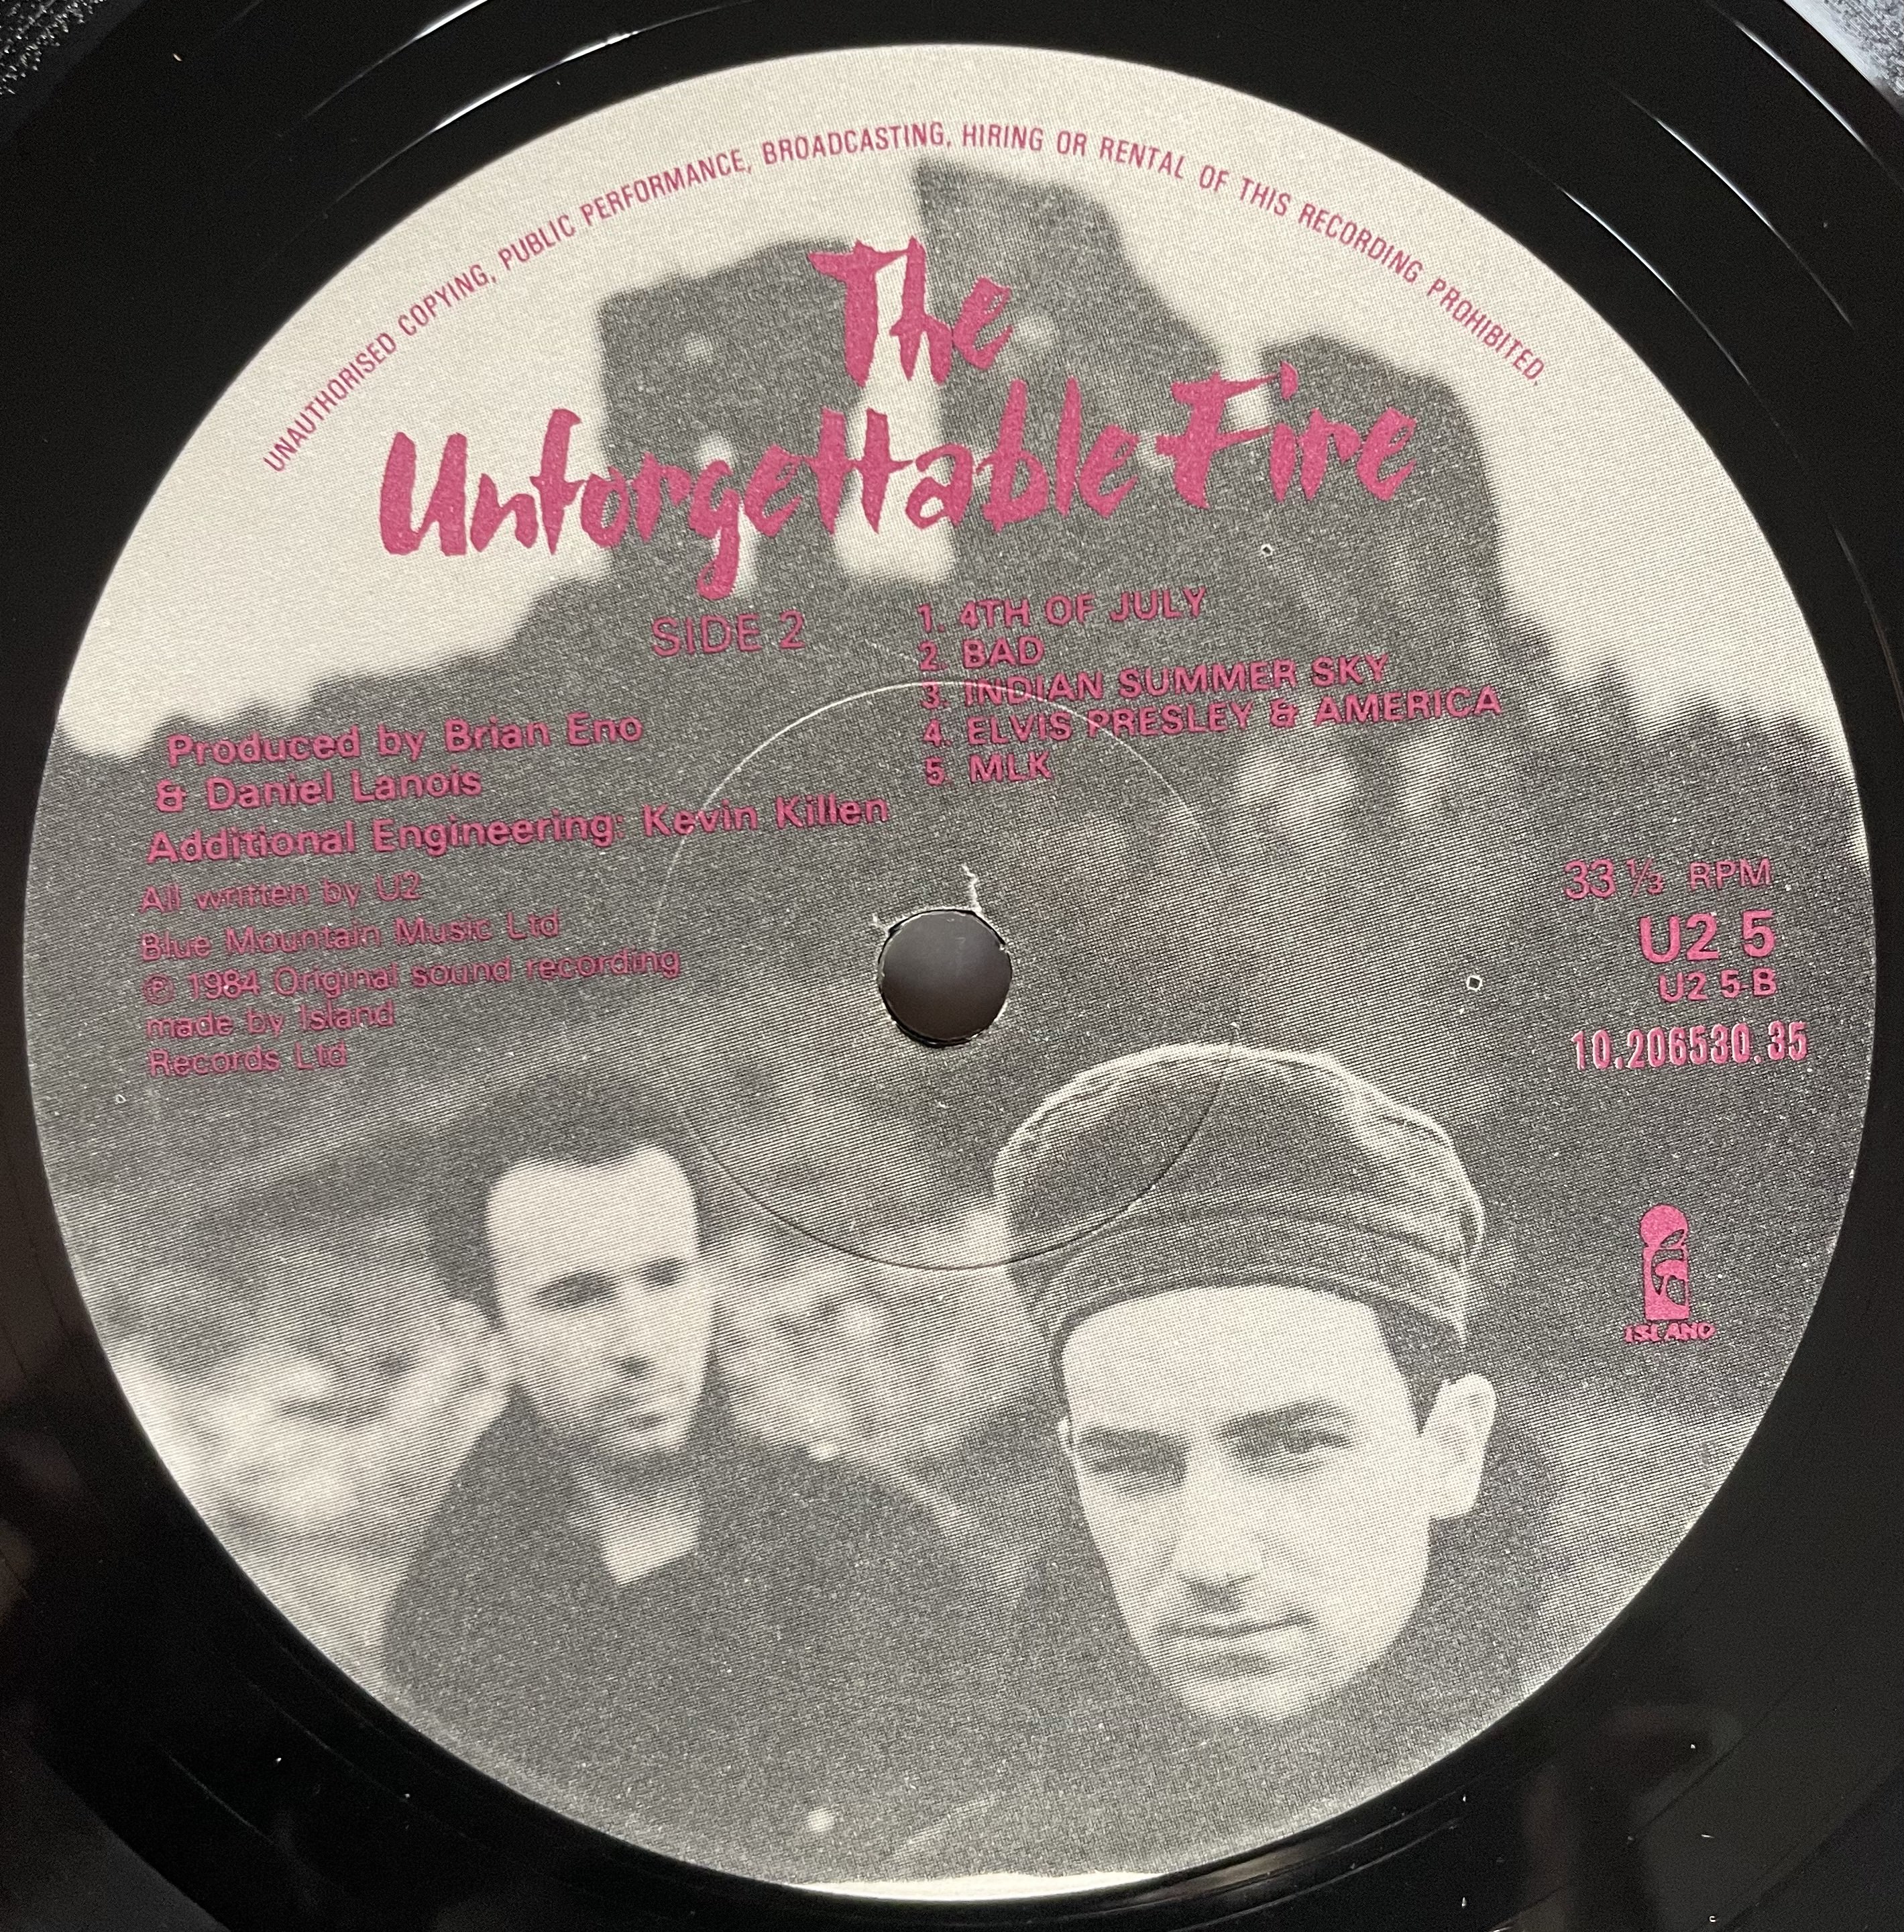 UNAUTHORISED COPYING, PUBLIC PERFORMANCE, BROADCASTING, HIRING OR RENTAL OF THIS RECORDING PROHIBITED.
The
Unforgettable Fire
SIDE 2
1. 4TH OF JULY
2. BAD
3. INDIAN SUMMER SKY
4. ELVIS PRESLEY & AMERICA
5. MLK
Produced by Brian Eno
& Daniel Lanois
Additional Engineering: Kevin Killen
All written by U2
Blue Mountain Music Ltd
℗ 1984 Original sound recording
made by Island
Records Ltd
33 ⅓ RPM
U2 5
U2 5 B
10.206530.35
ISLAND